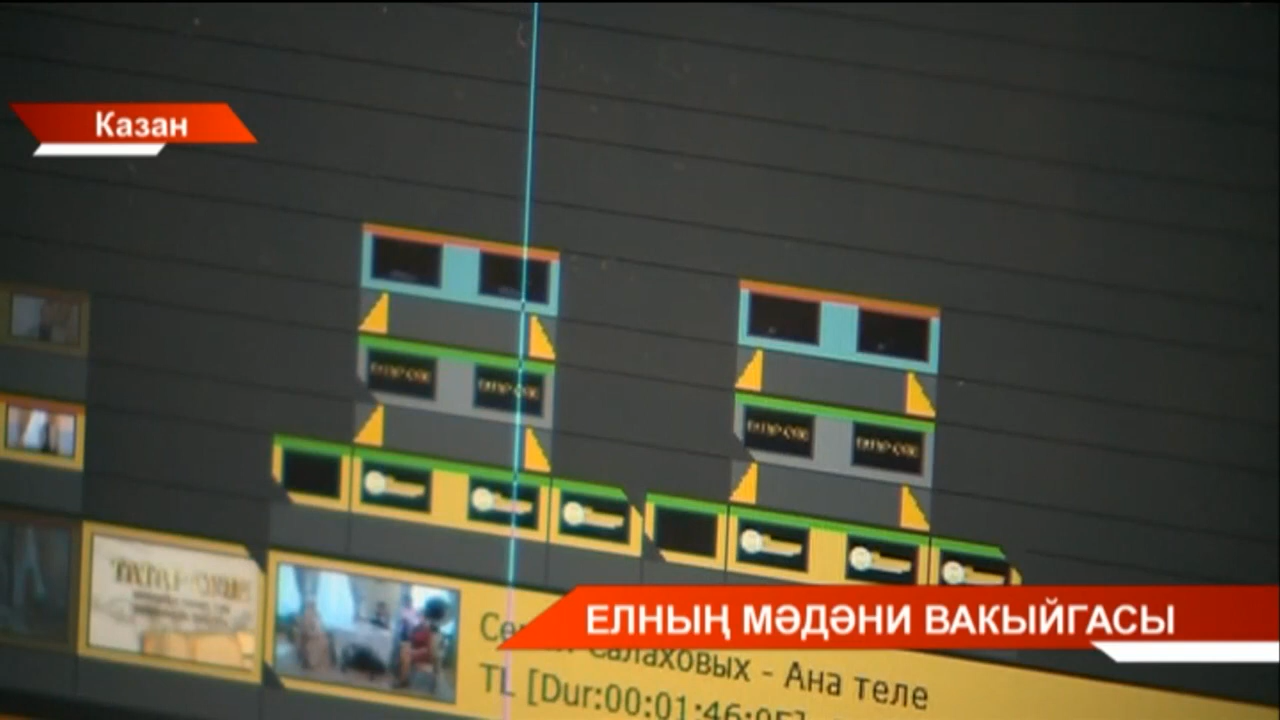 Казан
ЕЛНЫҢ МӘДӘНИ ВАКЫЙГАСЫ
Салаховых - Ана теле
TL [Dur:00:01:46:05]